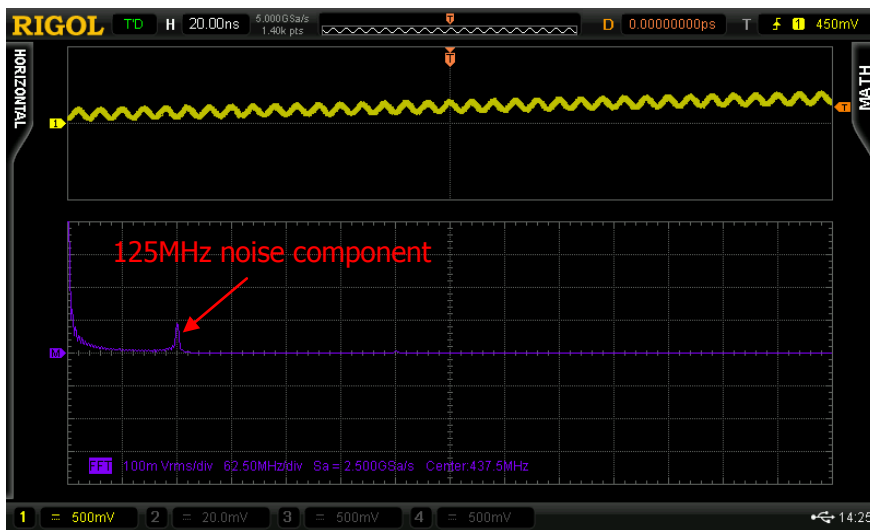 RIGOL T'D H 20.00ns 5.000GSa/s 1.40k pts T D 0.00000000ps T 1 450mV
HORIZONTAL
MATH
T
1
T
125MHz noise component
M
FFT 100mVrms/div 62.50MHz/div Sa = 2.500GSa/s Center 437.5MHz
1 = 500mV 2 = 20.0mV 3 = 500mV 4 = 500mV 14:25